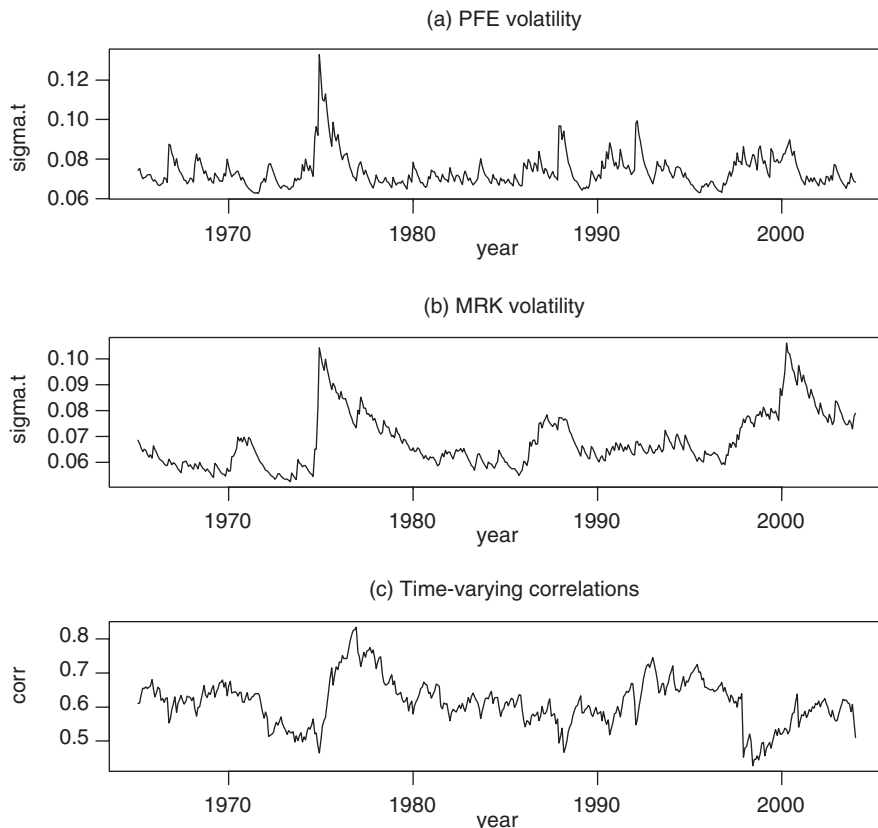 (a) PFE volatility
sigma.t
0.12
0.10
0.08
0.06
1970 1980 1990 2000
year
(b) MRK volatility
sigma.t
0.10
0.09
0.08
0.07
0.06
1970 1980 1990 2000
year
(c) Time-varying correlations
corr
0.8
0.7
0.6
0.5
1970 1980 1990 2000
year